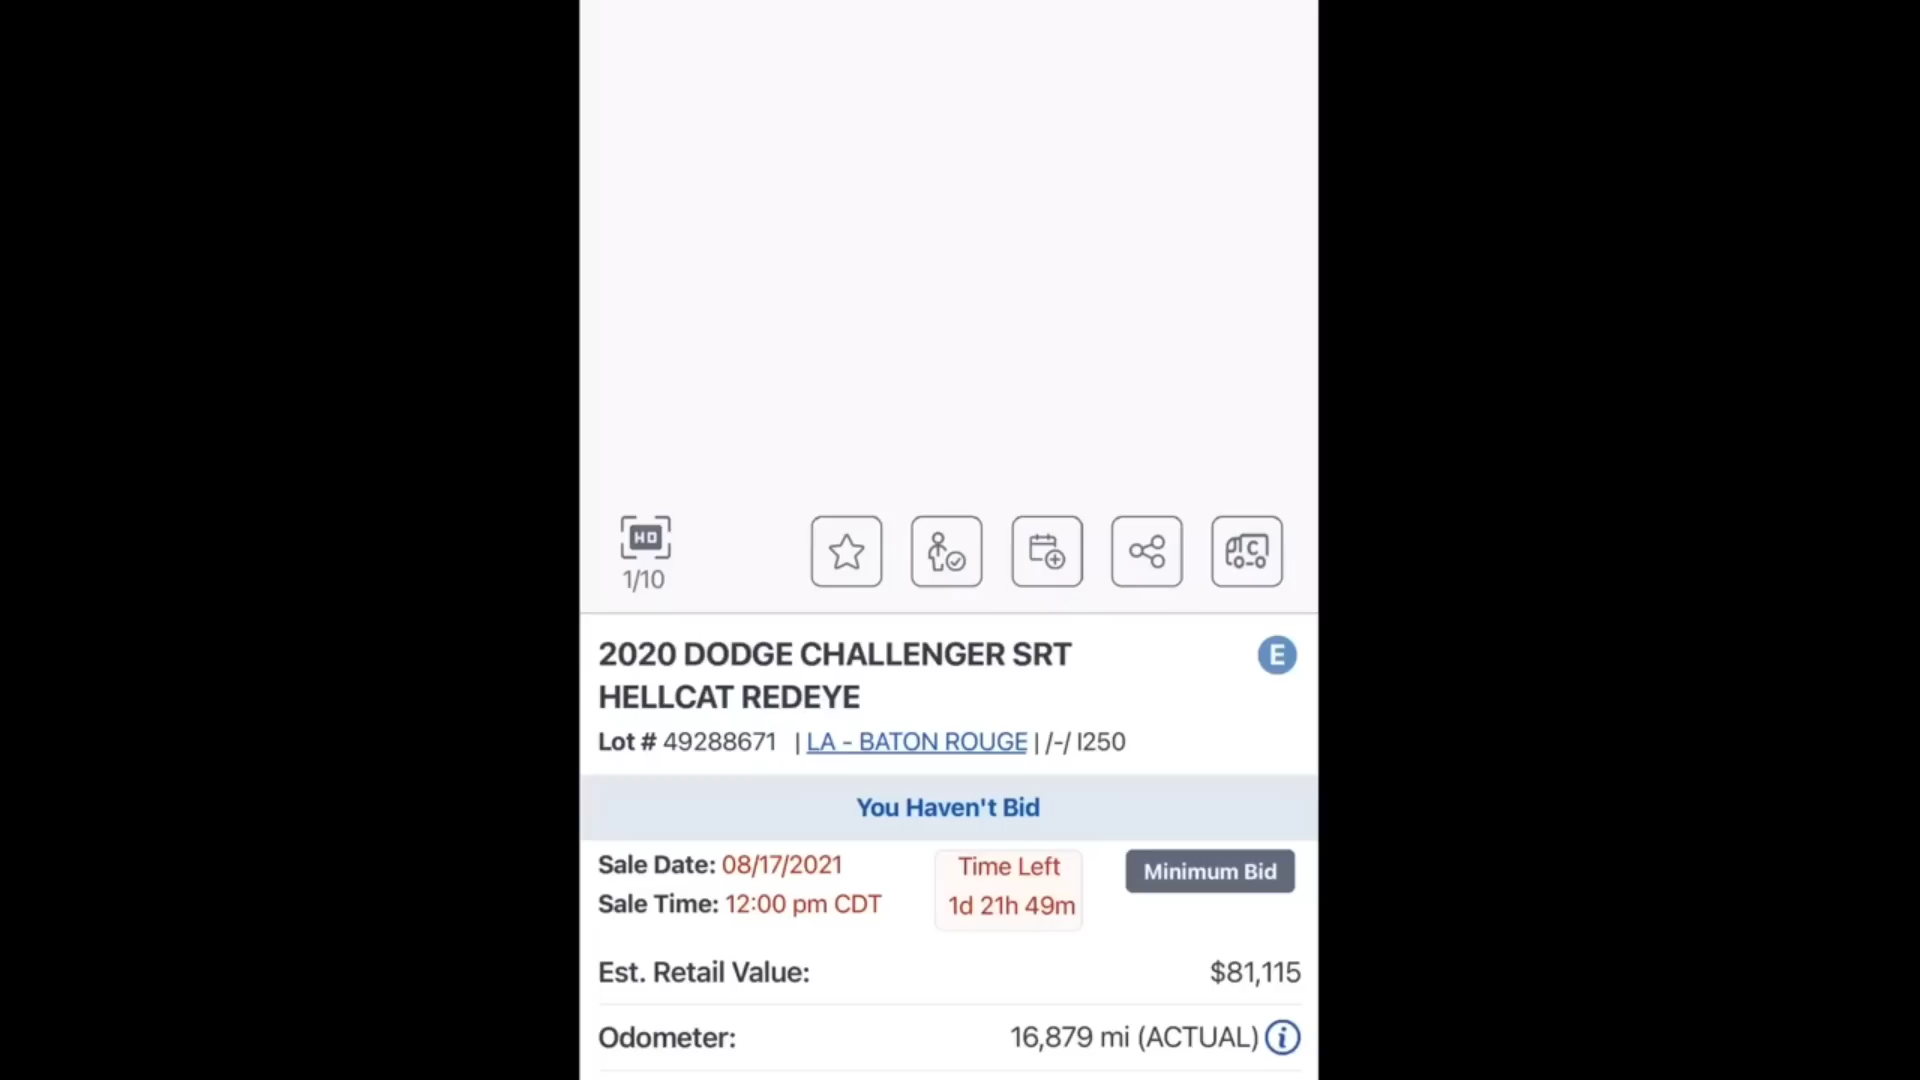 HD
1/10
C
2020 DODGE CHALLENGER SRT
HELLCAT REDEYE
E
Lot # 49288671 | LA - BATON ROUGE | /-/ I250
You Haven't Bid
Sale Date: 08/17/2021
Sale Time: 12:00 pm CDT
Time Left
1d 21h 49m
Minimum Bid
Est. Retail Value: $81,115
Odometer: 16,879 mi (ACTUAL) i